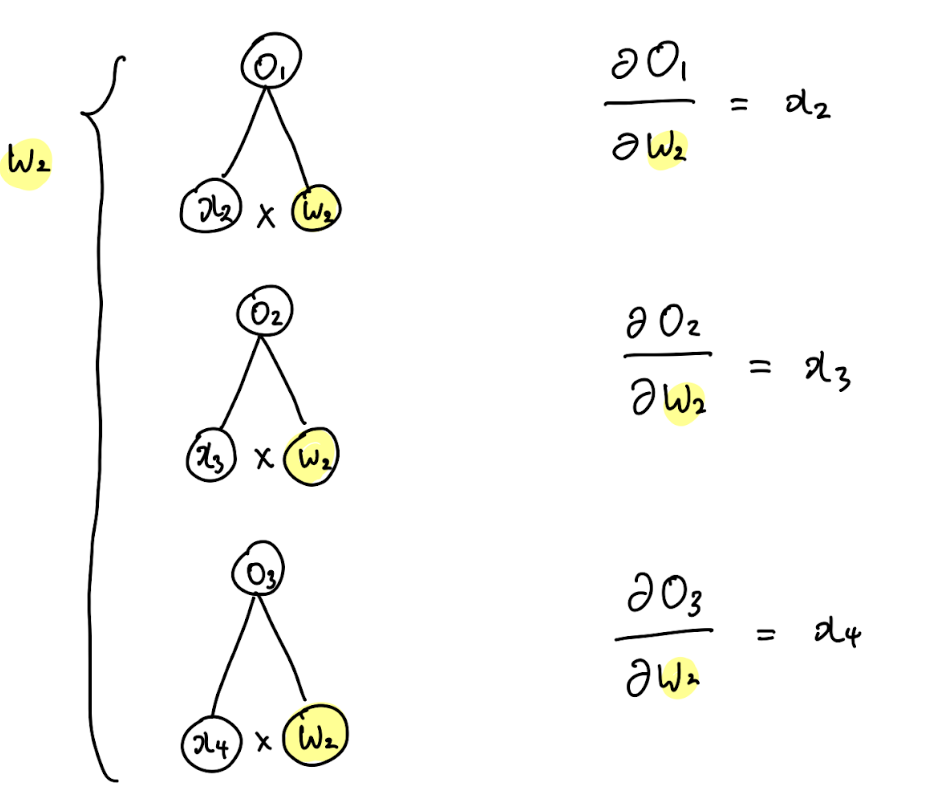 O₁
∂O₁ / ∂W₂ = x₂
W₂
x₂ × W₂
O₂
∂O₂ / ∂W₂ = x₃
x₃ × W₂
O₃
∂O₃ / ∂W₂ = x₄
x₄ × W₂